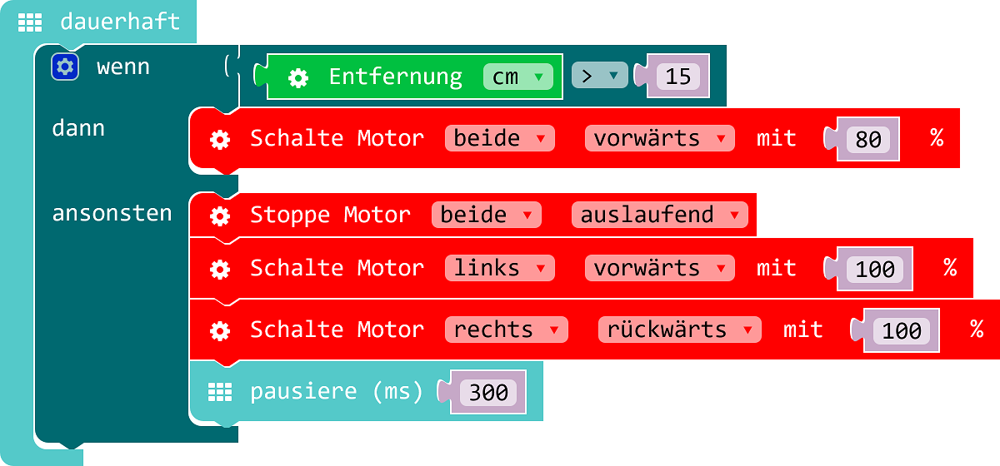 dauerhaft
wenn Entfernung cm > 15
dann Schalte Motor beide vorwärts mit 80 %
ansonsten Stoppe Motor beide auslaufend
Schalte Motor links vorwärts mit 100 %
Schalte Motor rechts rückwärts mit 100 %
pausiere (ms) 300